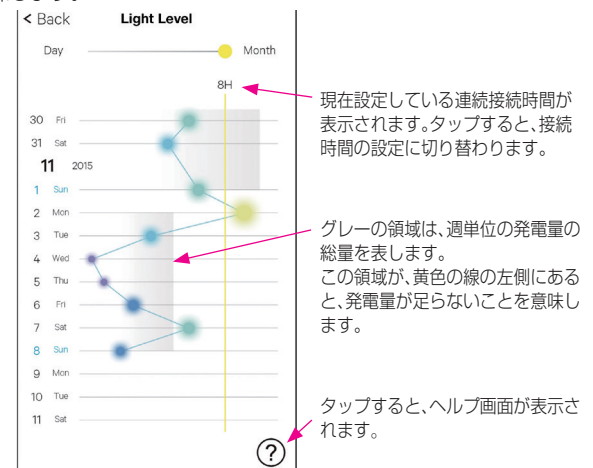 < Back Light Level
Day Month
8H
30 Fri
31 Sat
11 2015
1 Sun
2 Mon
3 Tue
4 Wed
5 Thu
6 Fri
7 Sat
8 Sun
9 Mon
10 Tue
11 Sat
?
現在設定している連続接続時間が
表示されます。タップすると、接続
時間の設定に切り替わります。
グレーの領域は、週単位の発電量の
総量を表します。
この領域が、黄色の線の左側にある
と、発電量が足らないことを意味し
ます。
タップすると、ヘルプ画面が表示さ
れます。